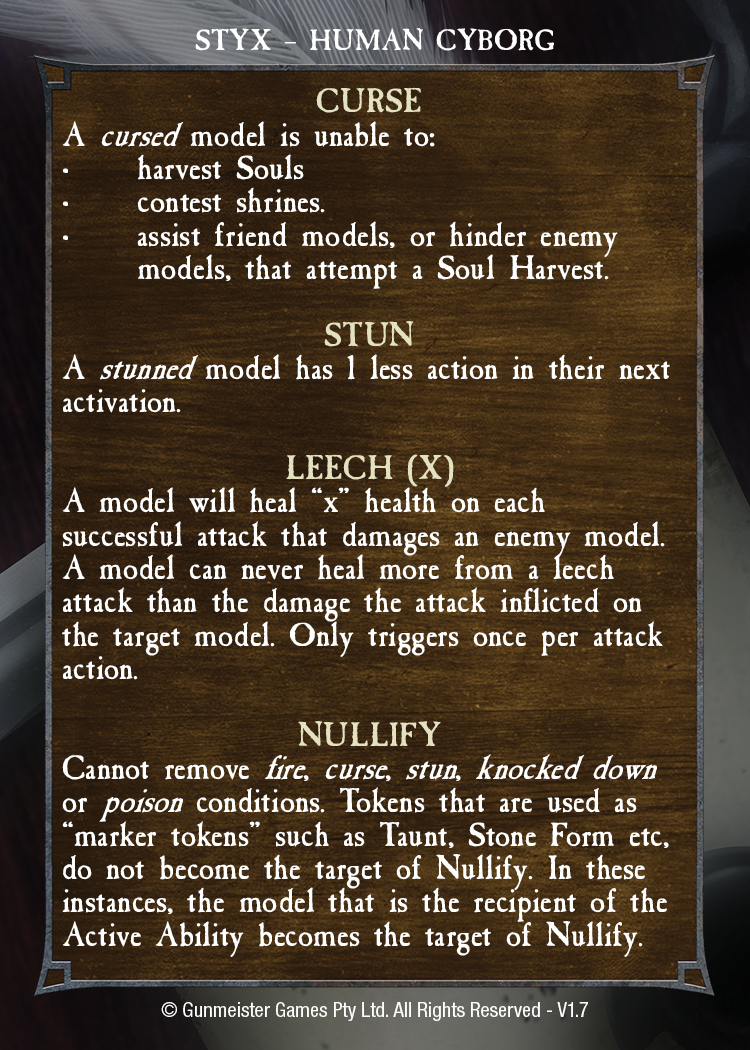 STYX – HUMAN CYBORG
CURSE
A cursed model is unable to:
• harvest Souls
• contest shrines.
• assist friend models, or hinder enemy
models, that attempt a Soul Harvest.
STUN
A stunned model has 1 less action in their next
activation.
LEECH (X)
A model will heal “x” health on each
successful attack that damages an enemy model.
A model can never heal more from a leech
attack than the damage the attack inflicted on
the target model. Only triggers once per attack
action.
NULLIFY
Cannot remove fire, curse, stun, knocked down
or poison conditions. Tokens that are used as
“marker tokens” such as Taunt, Stone Form etc,
do not become the target of Nullify. In these
instances, the model that is the recipient of the
Active Ability becomes the target of Nullify.
© Gunmeister Games Pty Ltd. All Rights Reserved - V1.7